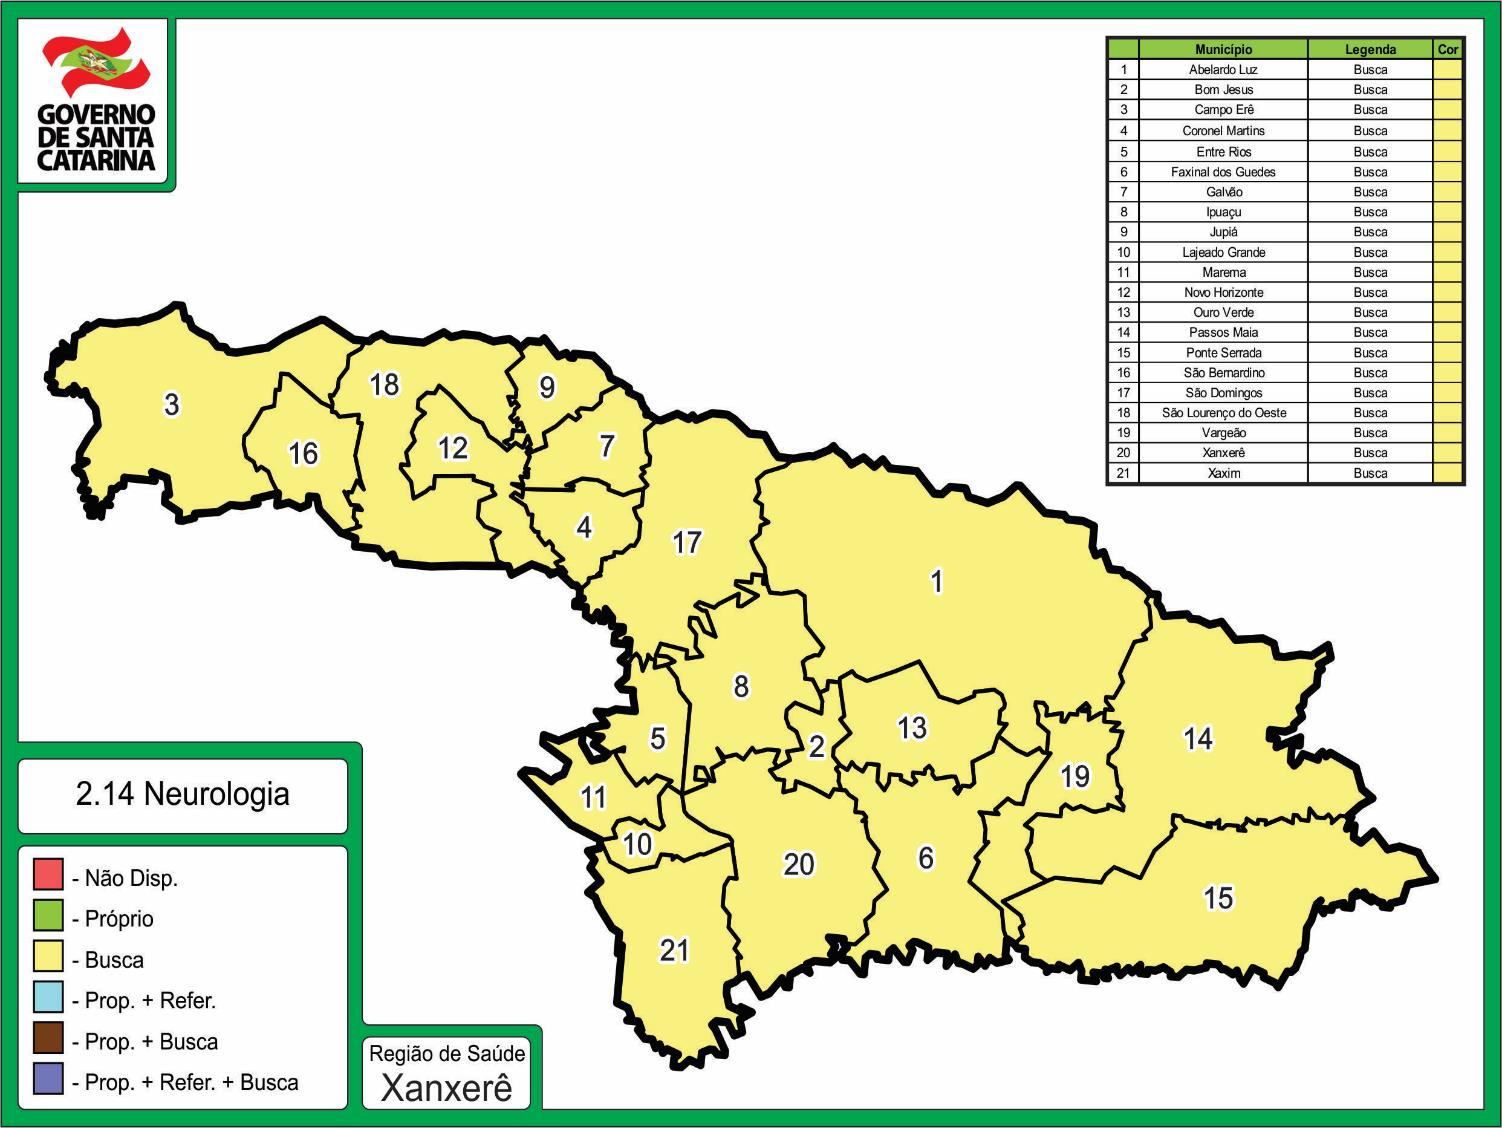 GOVERNO
DE SANTA
CATARINA
Município Legenda Cor
1 Abelardo Luz Busca
2 Bom Jesus Busca
3 Campo Erê Busca
4 Coronel Martins Busca
5 Entre Rios Busca
6 Faxinal dos Guedes Busca
7 Galvão Busca
8 Ipuaçu Busca
9 Jupiá Busca
10 Lajeado Grande Busca
11 Marema Busca
12 Novo Horizonte Busca
13 Ouro Verde Busca
14 Passos Maia Busca
15 Ponte Serrada Busca
16 São Bernardino Busca
17 São Domingos Busca
18 São Lourenço do Oeste Busca
19 Vargeão Busca
20 Xanxerê Busca
21 Xaxim Busca
3
18
9
16
12
7
4
17
1
8
5
2
13
14
11
19
10
20
6
15
21
2.14 Neurologia
- Não Disp.
- Próprio
- Busca
- Prop. + Refer.
- Prop. + Busca
- Prop. + Refer. + Busca
Região de Saúde
Xanxerê